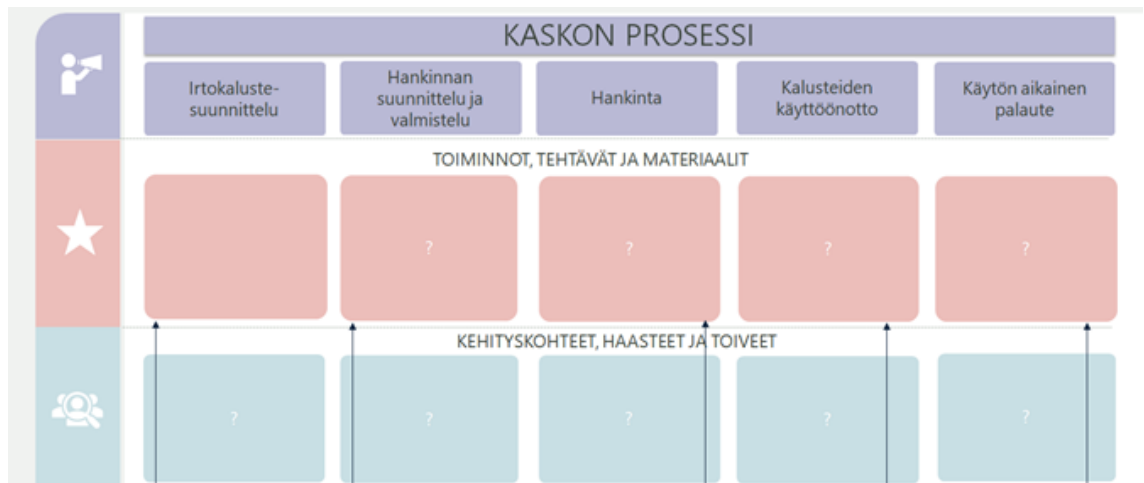 KASKON PROSESSI
Irtokaluste-
suunnittelu
Hankinnan
suunnittelu ja
valmistelu
Hankinta
Kalusteiden
käyttöönotto
Käytön aikainen
palaute
TOIMINNOT, TEHTÄVÄT JA MATERIAALIT
? ? ? ?
KEHITYSKOHTEET, HAASTEET JA TOIVEET
? ? ? ? ?